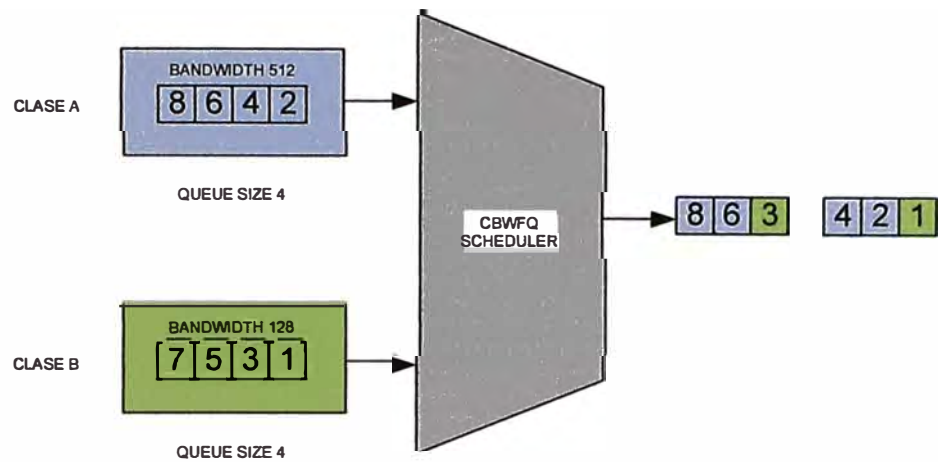 BANDWIDTH 512
8 6 4 2
CLASE A
QUEUE SIZE 4
CBWFQ
SCHEDULER
8 6 3 4 2 1
BANDWIDTH 128
7 5 3 1
CLASE B
QUEUE SIZE 4